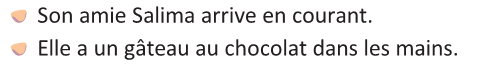 Son amie Salima arrive en courant.
Elle a un gâteau au chocolat dans les mains.